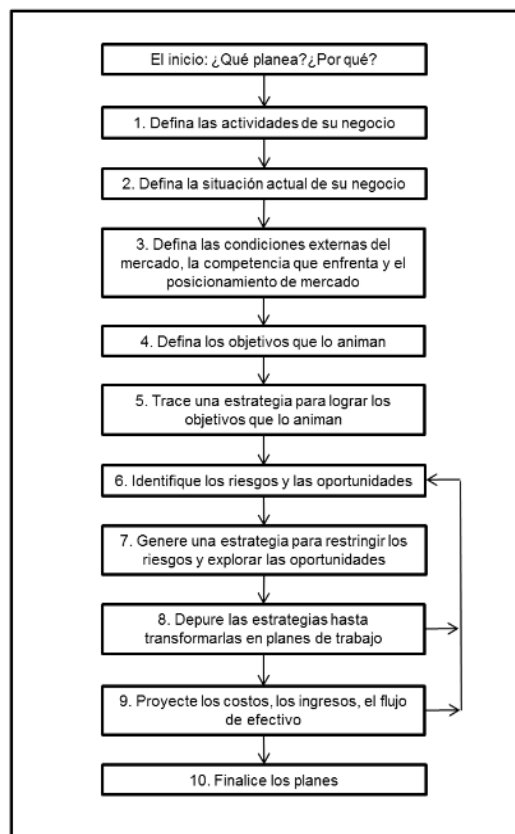 El inicio: ¿Qué planea?¿Por qué?
1. Defina las actividades de su negocio
2. Defina la situación actual de su negocio
3. Defina las condiciones externas del
mercado, la competencia que enfrenta y el
posicionamiento de mercado
4. Defina los objetivos que lo animan
5. Trace una estrategia para lograr los
objetivos que lo animan
6. Identifique los riesgos y las oportunidades
7. Genere una estrategia para restringir los
riesgos y explorar las oportunidades
8. Depure las estrategias hasta
transformarlas en planes de trabajo
9. Proyecte los costos, los ingresos, el flujo
de efectivo
10. Finalice los planes